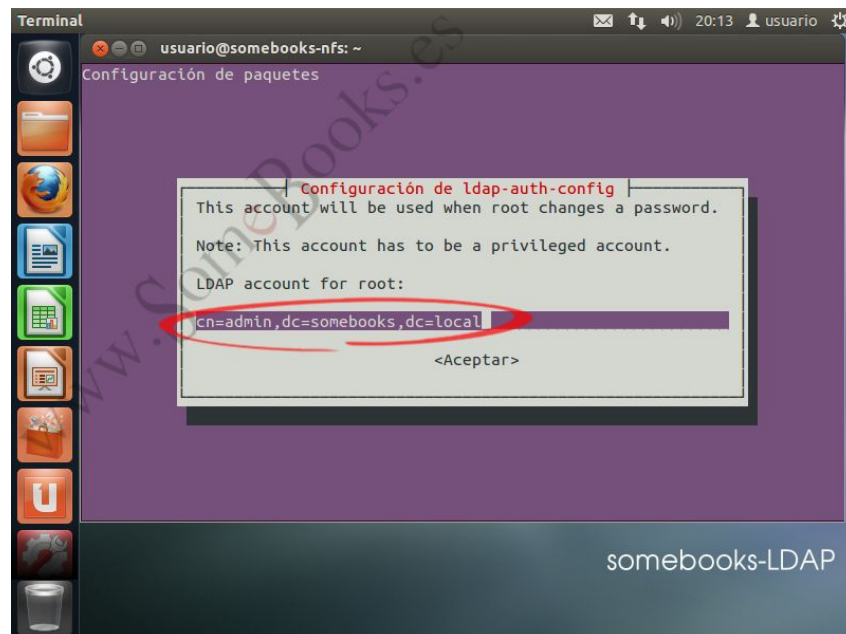 Terminal
20:13 usuario
usuario@somebooks-nfs: ~
Configuración de paquetes
Configuración de ldap-auth-config
This account will be used when root changes a password.
Note: This account has to be a privileged account.
LDAP account for root:
cn=admin,dc=somebooks,dc=local
<Aceptar>
somebooks-LDAP
www.SomeBooks.es